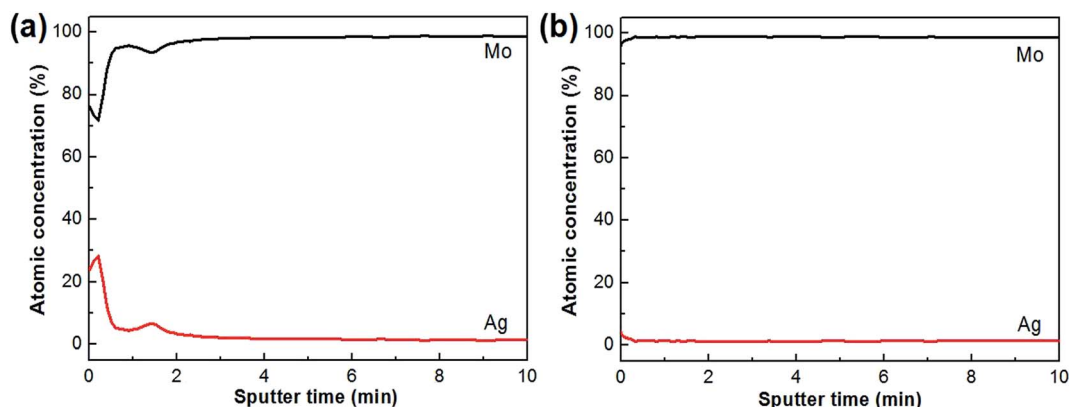 (a)
100
80
60
40
20
0
Atomic concentration (%)
Mo
Ag
0 2 4 6 8 10
Sputter time (min)
(b)
100
80
60
40
20
0
Atomic concentration (%)
Mo
Ag
0 2 4 6 8 10
Sputter time (min)